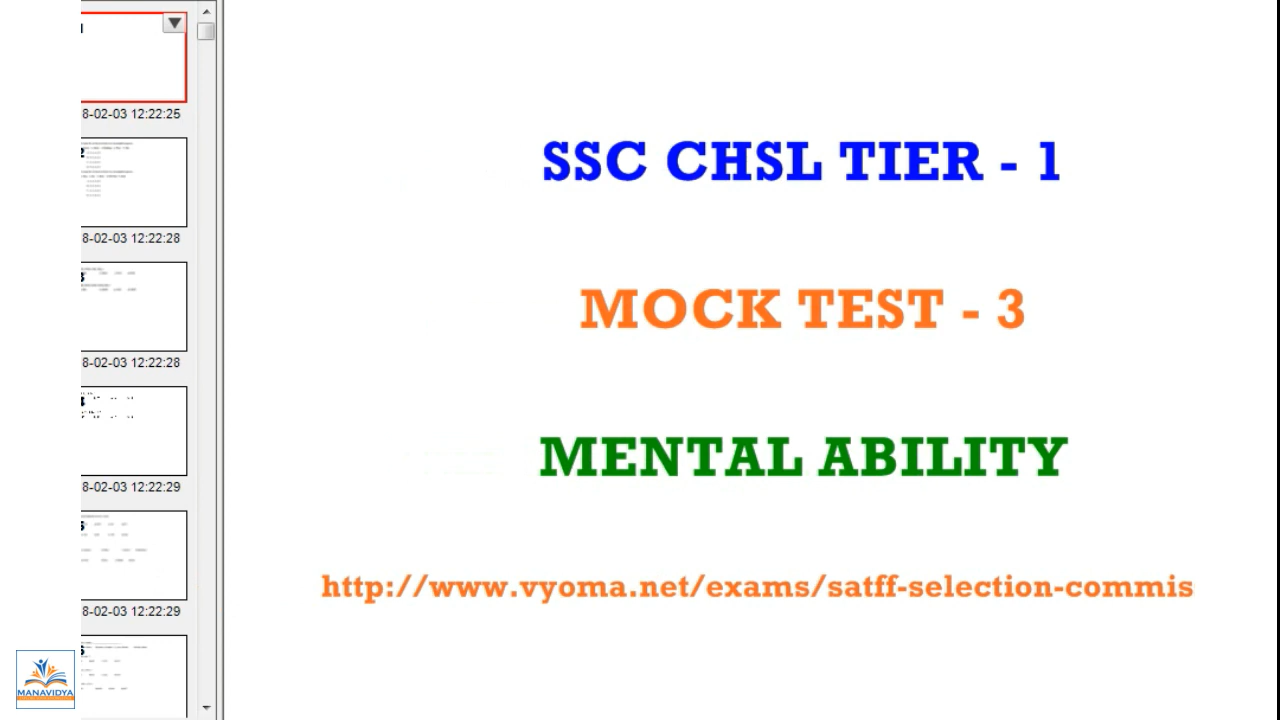 8-02-03 12:22:25
8-02-03 12:22:28
8-02-03 12:22:28
8-02-03 12:22:29
8-02-03 12:22:29
MANAVIDYA
SSC CHSL TIER - 1
MOCK TEST - 3
MENTAL ABILITY
http://www.vyoma.net/exams/satff-selection-commis